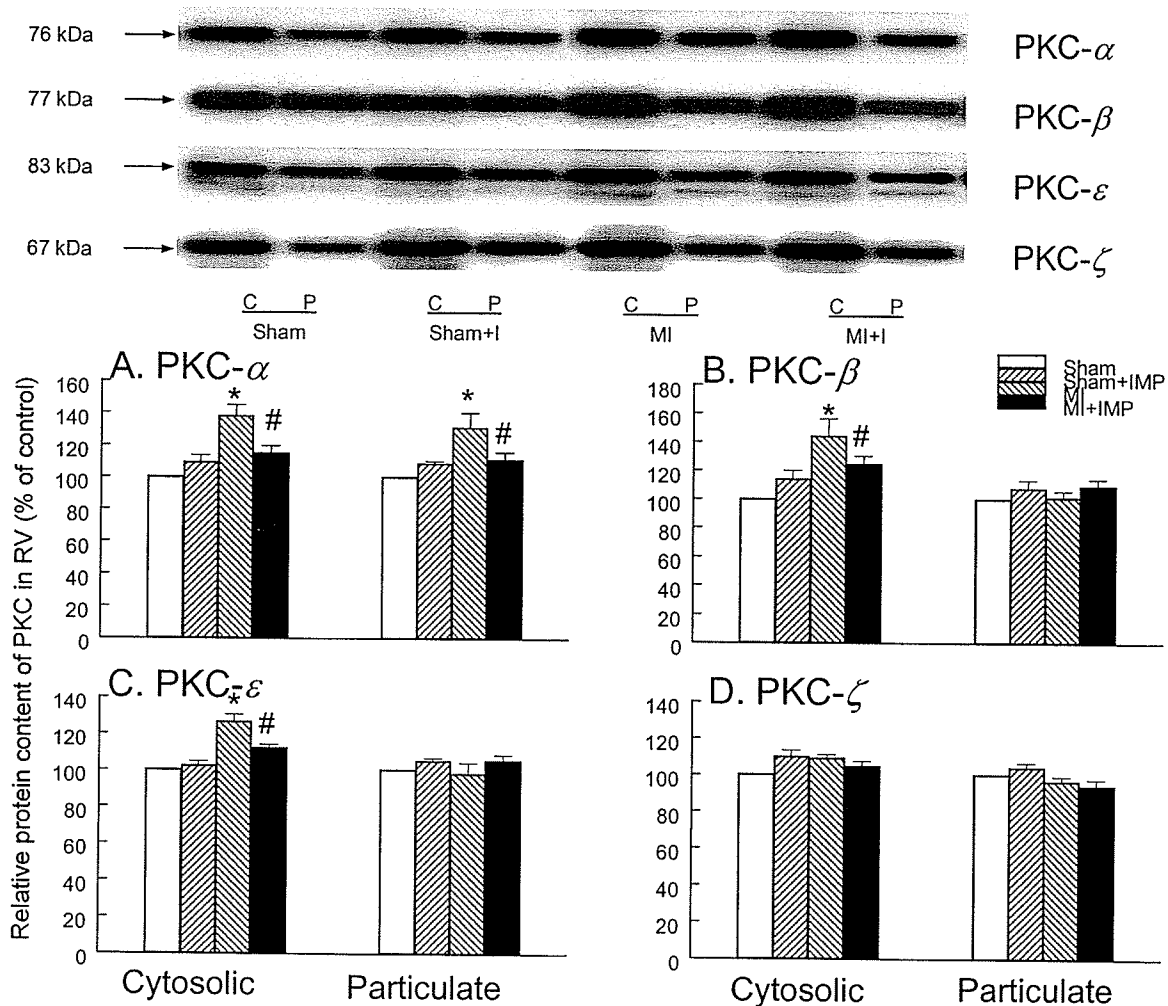 76 kDa
PKC-α
77 kDa
PKC-β
83 kDa
PKC-ε
67 kDa
PKC-ζ
C P
Sham
C P
Sham+I
C P
MI
C P
MI+I
Relative protein content of PKC in RV (% of control)
A. PKC-α
160
140
120
100
80
60
40
20
0
*
#
*
#
B. PKC-β
180
160
140
120
100
80
60
40
20
0
*
#
Sham
Sham+IMP
MI
MI+IMP
C. PKC-ε
140
120
100
80
60
40
20
0
*
#
Cytosolic
Particulate
D. PKC-ζ
140
120
100
80
60
40
20
0
Cytosolic
Particulate